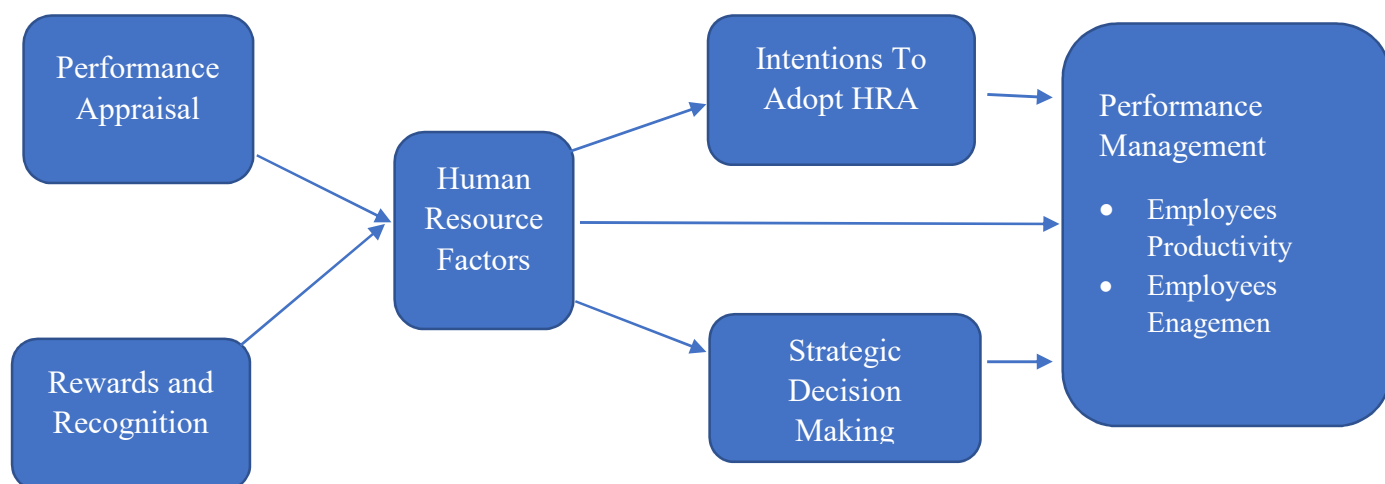 Performance
Appraisal
Rewards and
Recognition
Human
Resource
Factors
Intentions To
Adopt HRA
Strategic
Decision
Making
Performance
Management
• Employees
Productivity
• Employees
Enagemen